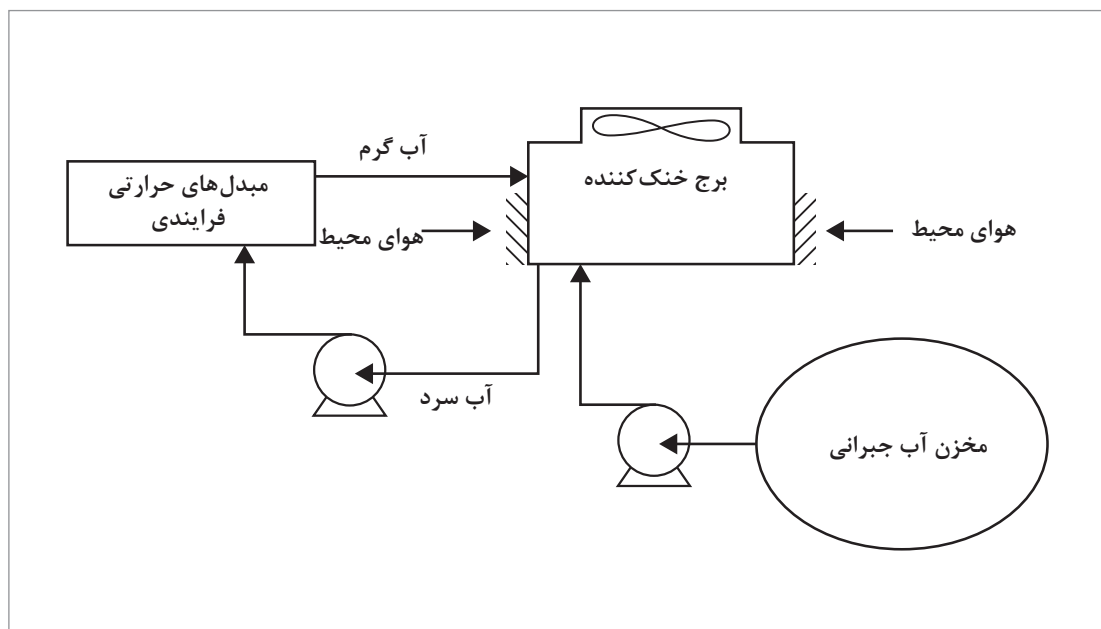 آب گرم
برج خنک‌کننده
مبدل‌های حرارتی
فرایندی
هوای محیط
هوای محیط
آب سرد
مخزن آب جبرانی